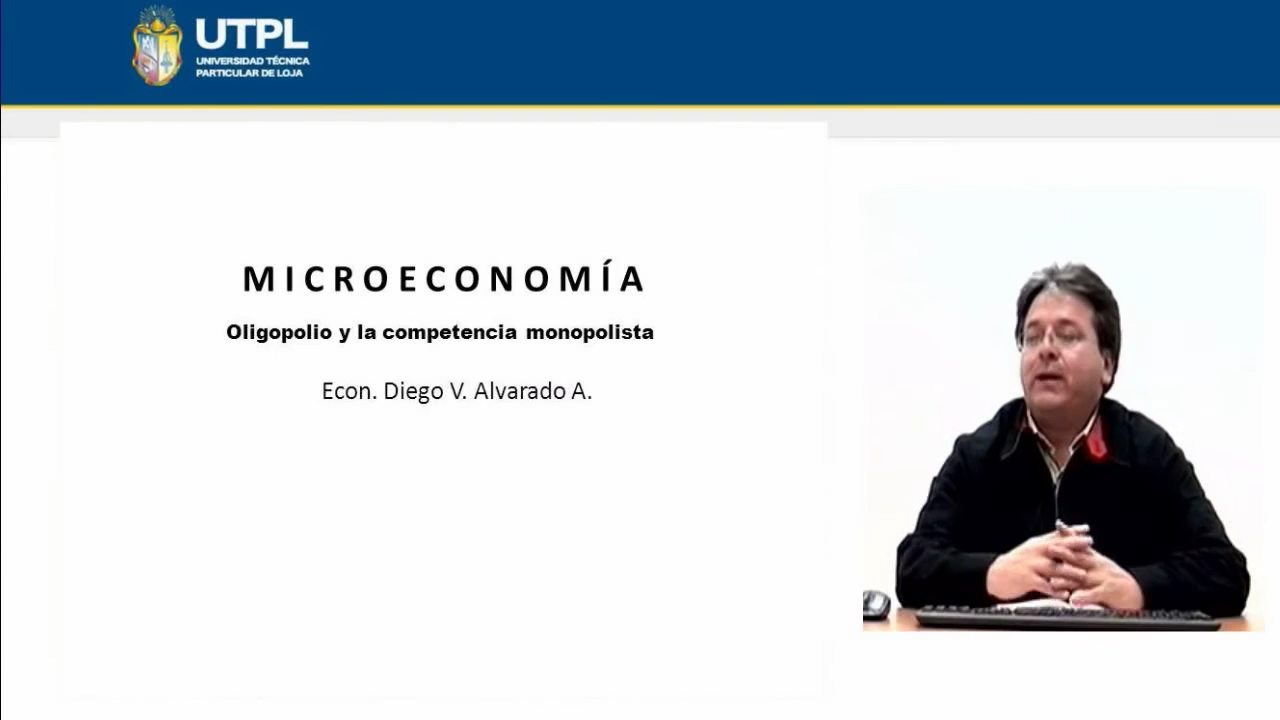 UTPL
UNIVERSIDAD TÉCNICA
PARTICULAR DE LOJA
MICROECONOMÍA
Oligopolio y la competencia monopolista
Econ. Diego V. Alvarado A.